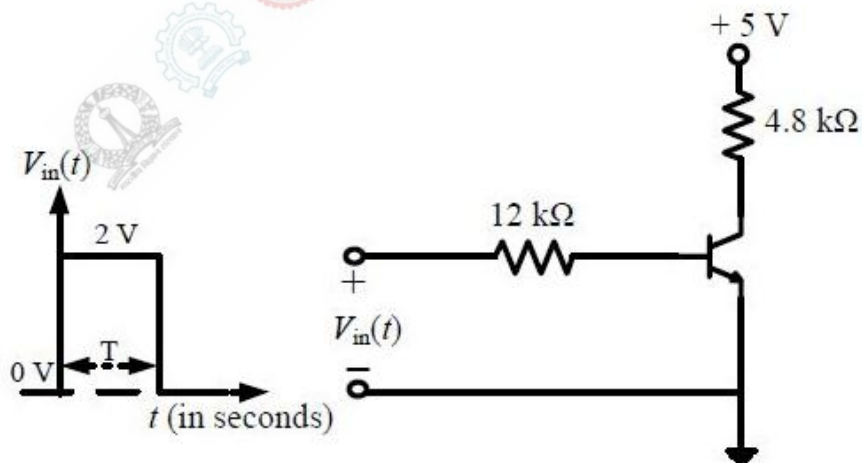 + 5 V
4.8 kΩ
V_in(t)
2 V
12 kΩ
+
V_in(t)
−
T
0 V
t (in seconds)